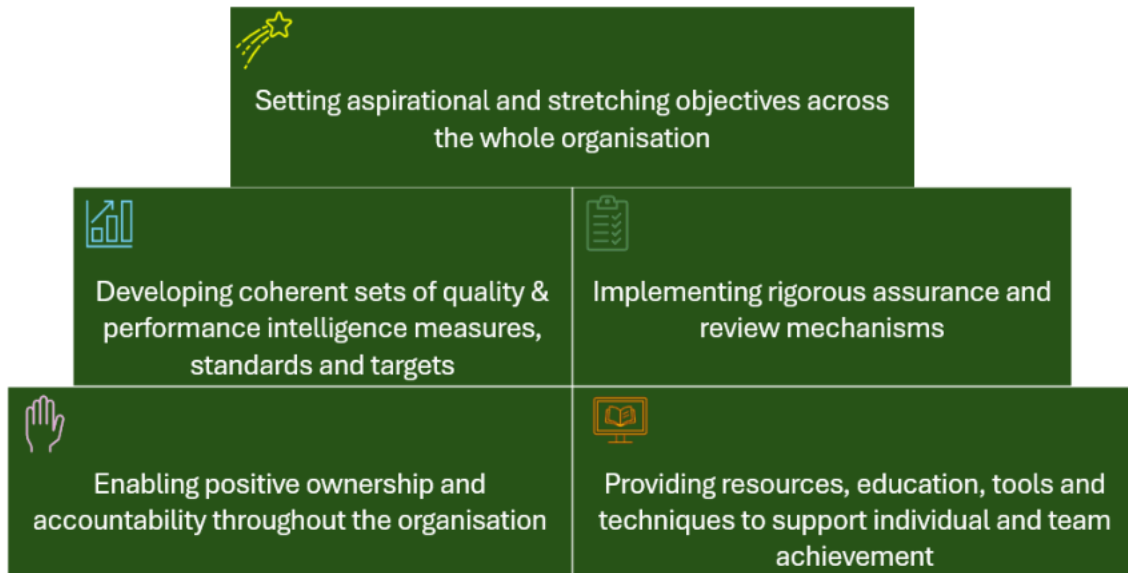 Setting aspirational and stretching objectives across
the whole organisation
Developing coherent sets of quality &
performance intelligence measures,
standards and targets
Implementing rigorous assurance and
review mechanisms
Enabling positive ownership and
accountability throughout the organisation
Providing resources, education, tools and
techniques to support individual and team
achievement